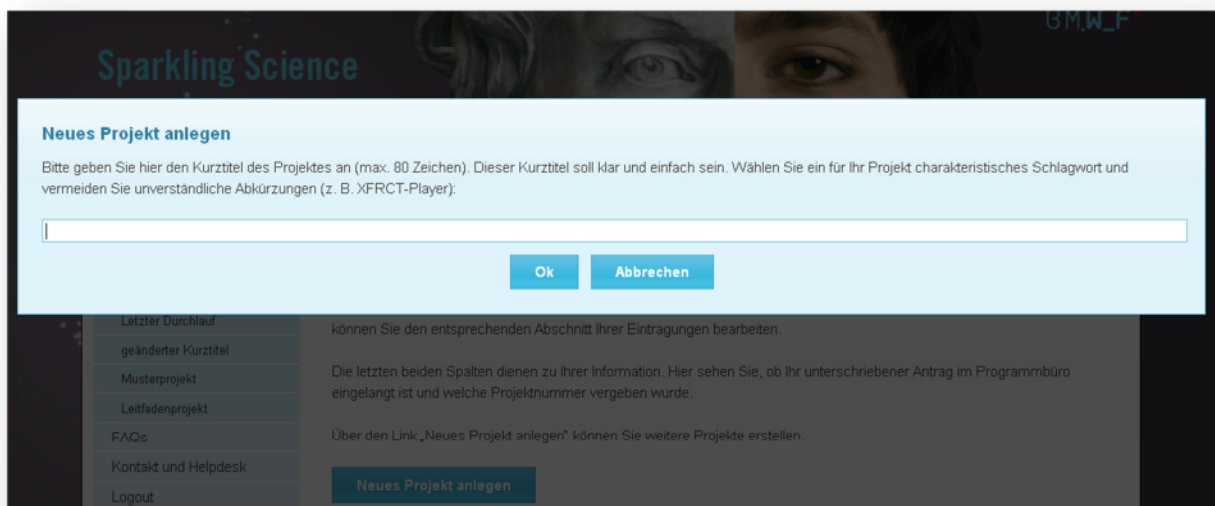 BM.W_F
Sparkling Science
Neues Projekt anlegen
Bitte geben Sie hier den Kurztitel des Projektes an (max. 80 Zeichen). Dieser Kurztitel soll klar und einfach sein. Wählen Sie ein für Ihr Projekt charakteristisches Schlagwort und
vermeiden Sie unverständliche Abkürzungen (z. B. XFRCT-Player):
Ok
Abbrechen
Letzter Durchlauf
geänderter Kurztitel
Musterprojekt
Leitfadenprojekt
FAQs
Kontakt und Helpdesk
Logout
können Sie den entsprechenden Abschnitt Ihrer Eintragungen bearbeiten.
Die letzten beiden Spalten dienen zu Ihrer Information. Hier sehen Sie, ob Ihr unterschriebener Antrag im Programmbüro
eingelangt ist und welche Projektnummer vergeben wurde.
Über den Link „Neues Projekt anlegen" können Sie weitere Projekte erstellen.
Neues Projekt anlegen